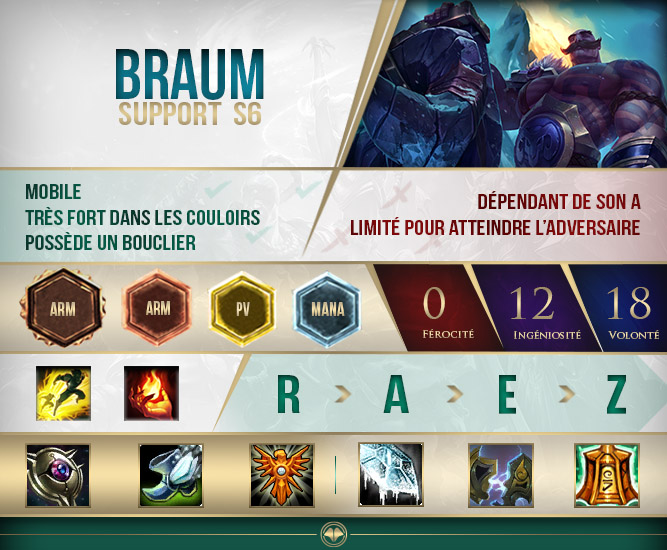 BRAUM
SUPPORT S6
MOBILE
TRÈS FORT DANS LES COULOIRS
POSSÈDE UN BOUCLIER
DÉPENDANT DE SON A
LIMITÉ POUR ATTEINDRE L'ADVERSAIRE
ARM
ARM
PV
MANA
0
FÉROCITÉ
12
INGÉNIOSITÉ
18
VOLONTÉ
R > A > E > Z